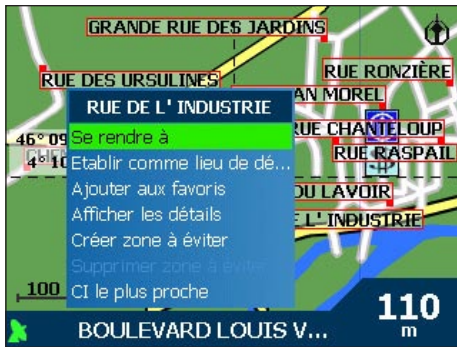 GRANDE RUE DES JARDINS
RUE DES URSULINES
RUE RONZIÈRE
AN MOREL
RUE DE L' INDUSTRIE
46° 09
Se rendre à
RUE CHANTELOUP
4° 10
Etablir comme lieu de dé...
RUE RASPAIL
Ajouter aux favoris
DU LAVOIR
Afficher les détails
L' INDUSTRIE
Créer zone à éviter
Supprimer zone à éviter
100
CI le plus proche
110
m
BOULEVARD LOUIS V...